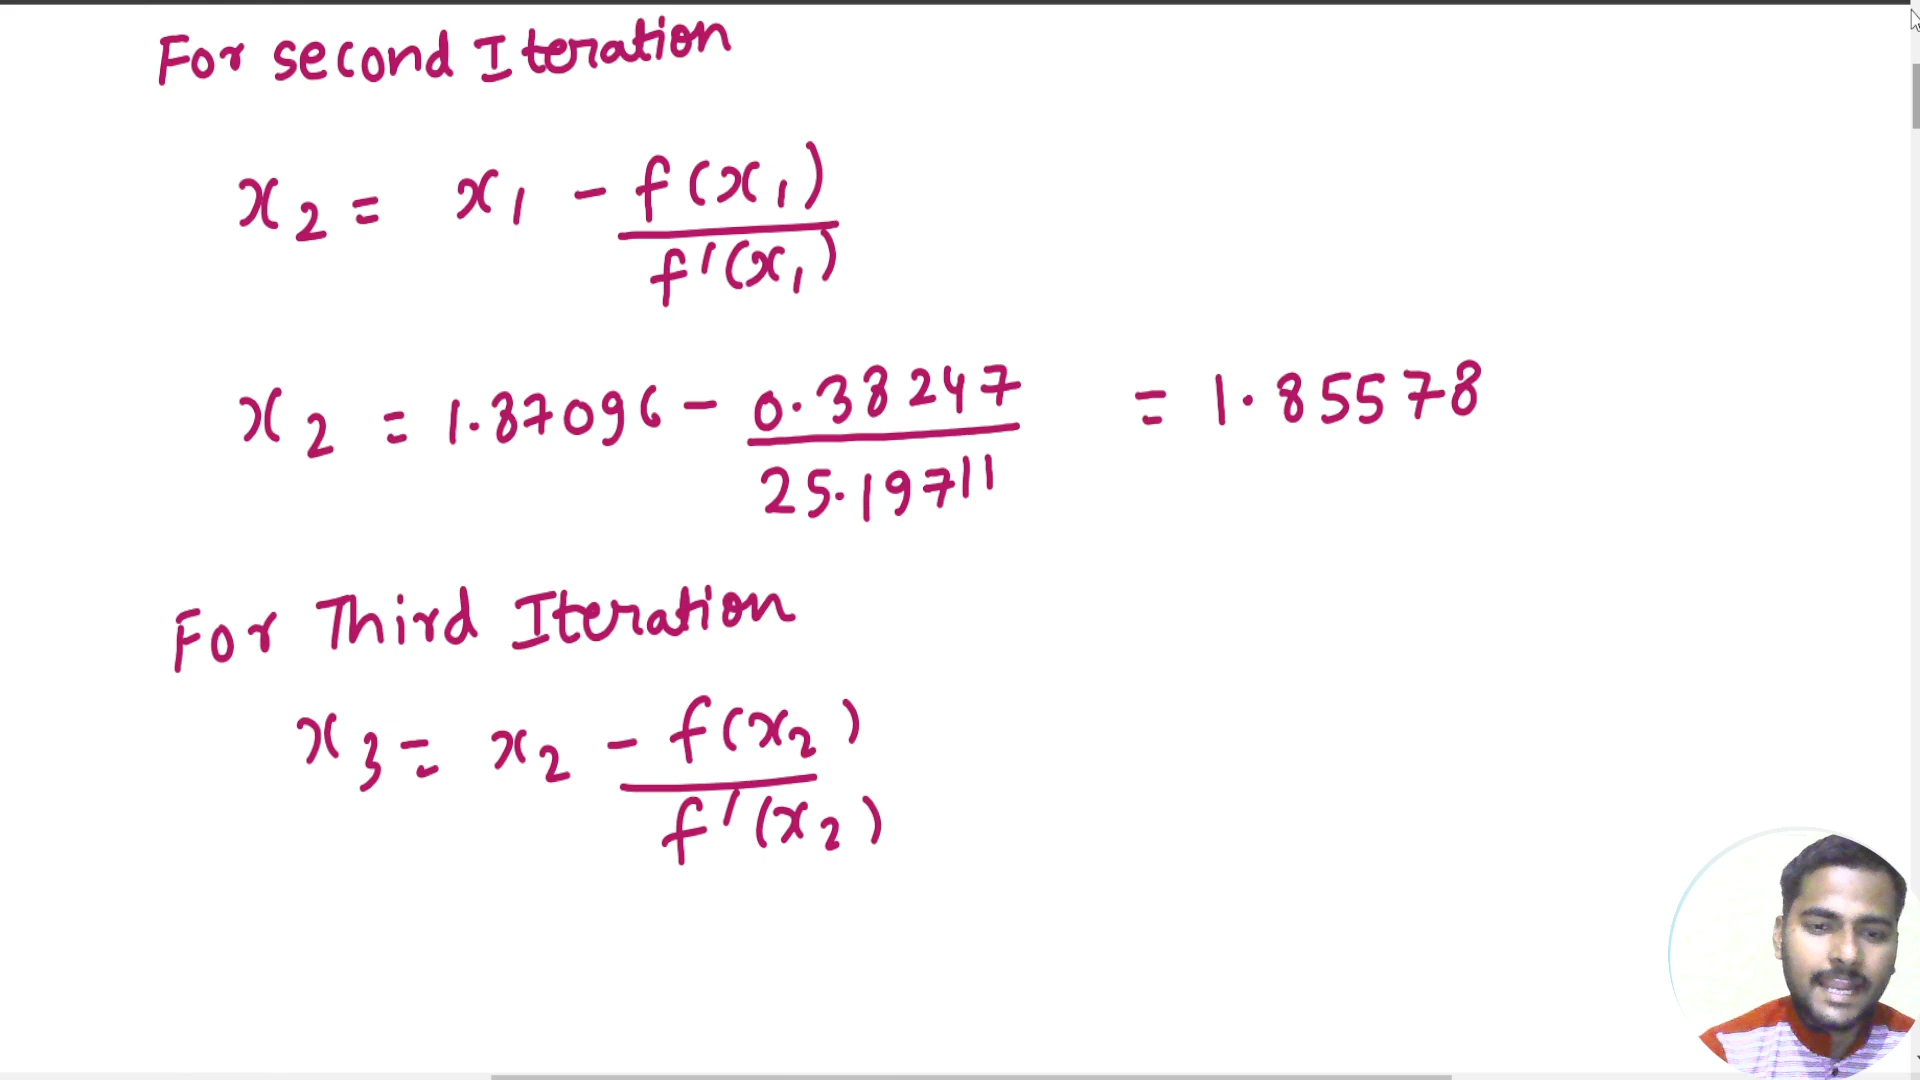 For second Iteration
x₂ = x₁ - f(x₁)
f'(x₁)
x₂ = 1.87096 - 0.38247 = 1.85578
25.19711
For Third Iteration
x₃ = x₂ - f(x₂)
f'(x₂)